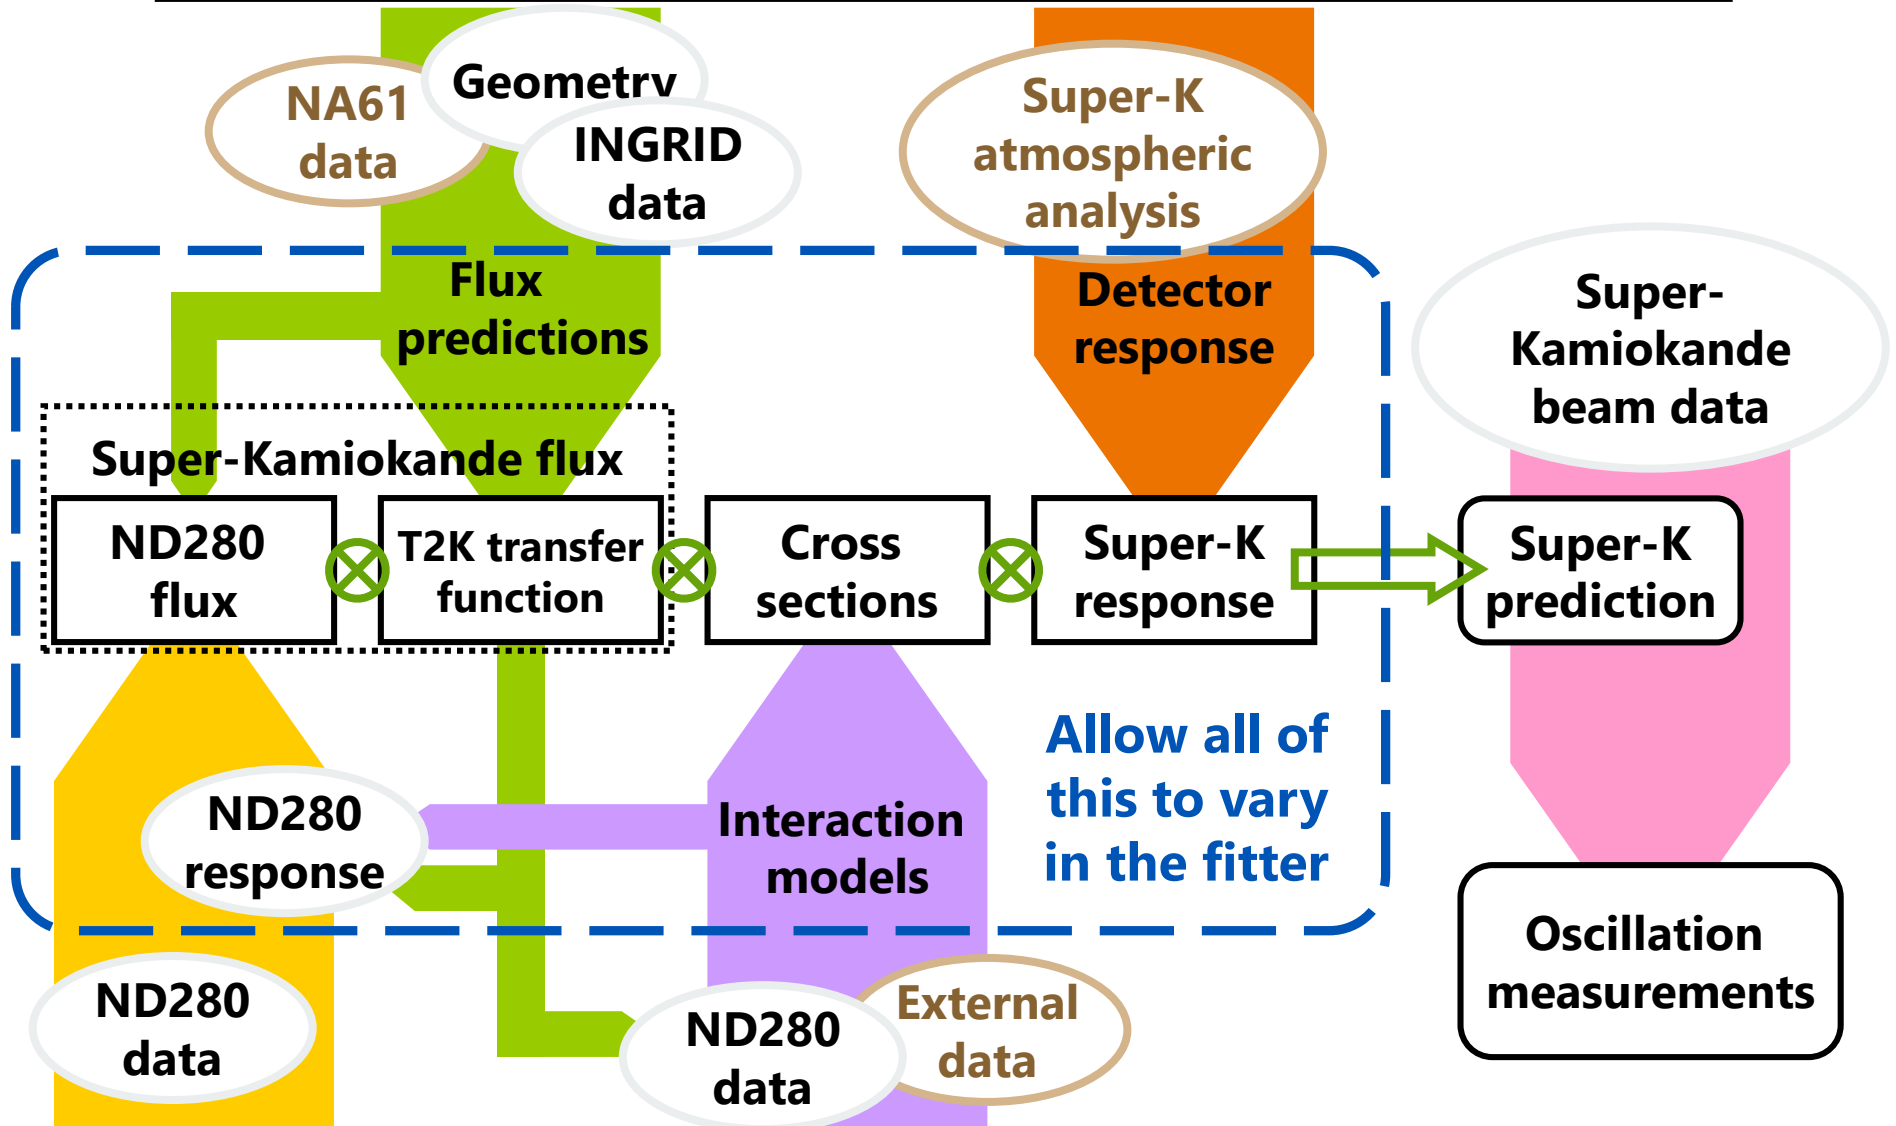 NA61
data
Geometry
INGRID
data
Super-K
atmospheric
analysis
Flux
predictions
Detector
response
Super-
Kamiokande
beam data
Super-Kamiokande flux
ND280
flux
T2K transfer
function
Cross
sections
Super-K
response
Super-K
prediction
Allow all of
this to vary
in the fitter
ND280
response
Interaction
models
ND280
data
ND280
data
External
data
Oscillation
measurements